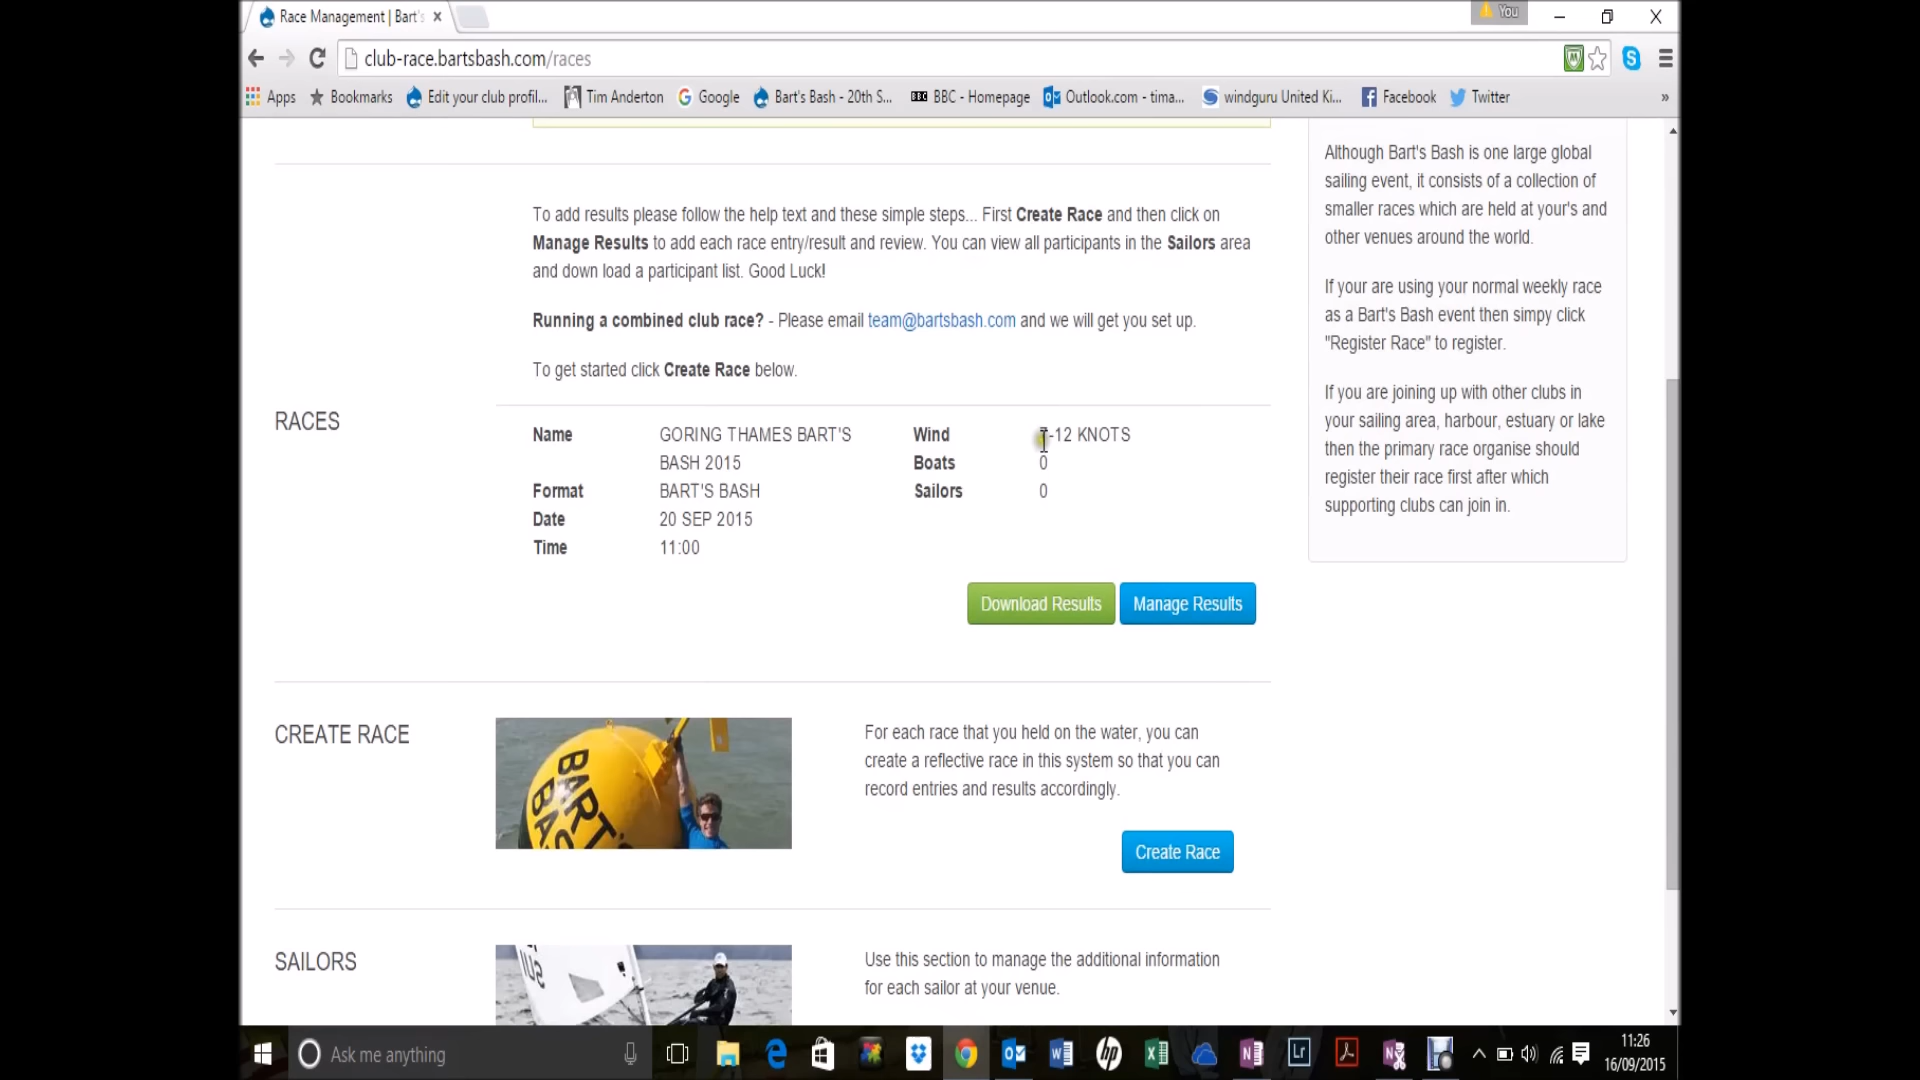 Race Management | Bart's
You
club-race.bartsbash.com/races
Apps Bookmarks Edit your club profil... Tim Anderton Google Bart's Bash - 20th S... BBC - Homepage Outlook.com - tima... windguru United Ki... Facebook Twitter »
Although Bart's Bash is one large global
sailing event, it consists of a collection of
smaller races which are held at your's and
other venues around the world.
If your are using your normal weekly race
as a Bart's Bash event then simpy click
"Register Race" to register.
If you are joining up with other clubs in
your sailing area, harbour, estuary or lake
then the primary race organise should
register their race first after which
supporting clubs can join in.
To add results please follow the help text and these simple steps... First Create Race and then click on
Manage Results to add each race entry/result and review. You can view all participants in the Sailors area
and down load a participant list. Good Luck!
Running a combined club race? - Please email team@bartsbash.com and we will get you set up.
To get started click Create Race below.
RACES
Name GORING THAMES BART'S
BASH 2015
Format BART'S BASH
Date 20 SEP 2015
Time 11:00
Wind -12 KNOTS
Boats 0
Sailors 0
Download Results Manage Results
CREATE RACE
BART'S
For each race that you held on the water, you can
create a reflective race in this system so that you can
record entries and results accordingly.
Create Race
SAILORS
Use this section to manage the additional information
for each sailor at your venue.
Ask me anything
11:26
16/09/2015